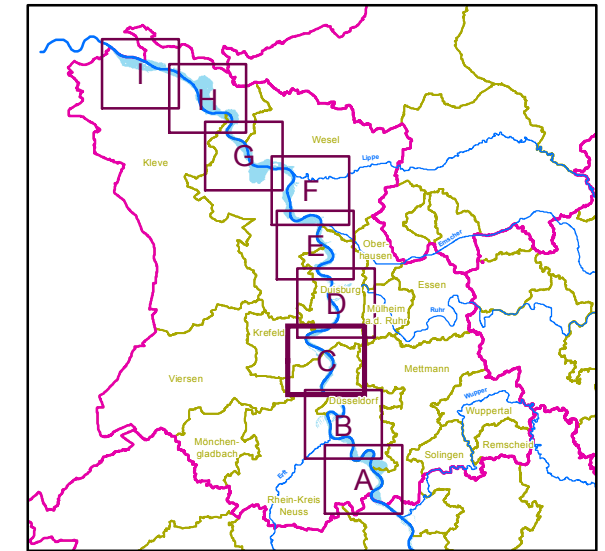 I
H
Wesel
G
Lippe
Kleve
F
Emscher
E
Ober-
hausen
Duisburg
Essen
D
Mülheim
a.d. Ruhr
Ruhr
Krefeld
C
Mettmann
Viersen
Wupper
Düsseldorf
Wuppertal
B
Mönchen-
gladbach
Remscheid
Solingen
Erft
A
Rhein-Kreis
Neuss